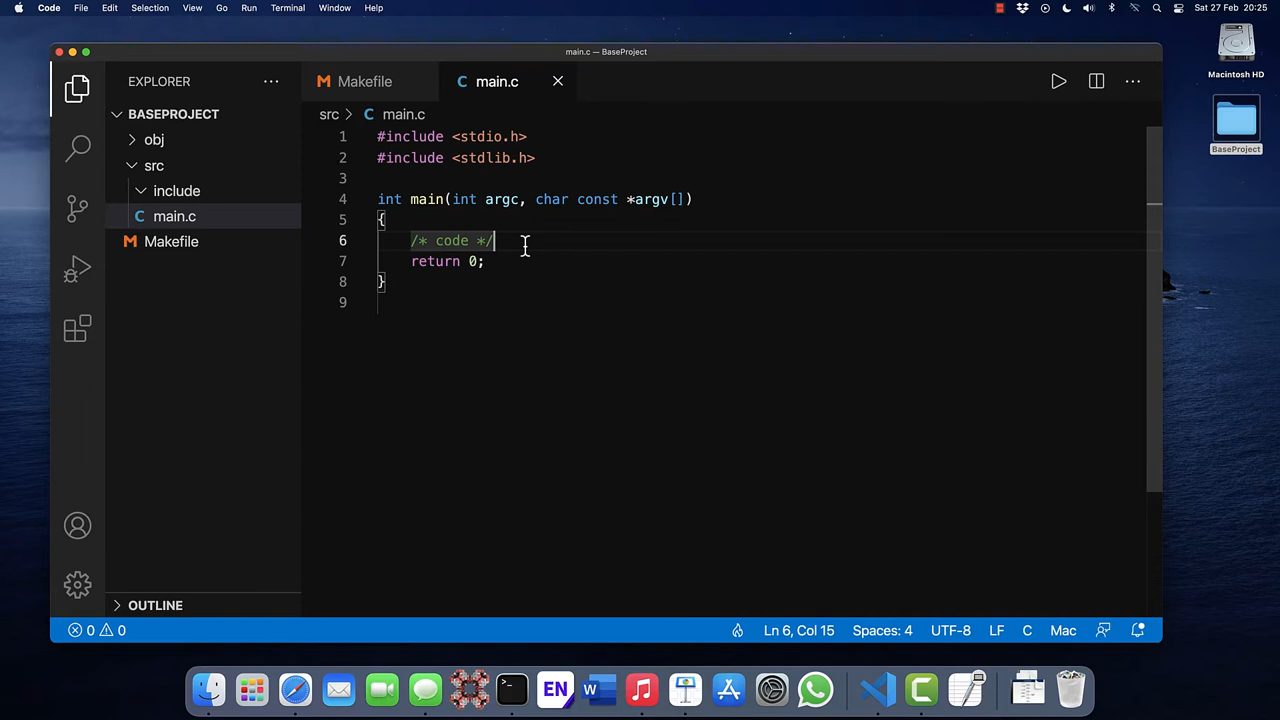 Code File Edit Selection View Go Run Terminal Window Help Sat 27 Feb 20:25
main.c — BaseProject
EXPLORER
Makefile
main.c
BASEPROJECT
obj
src
include
main.c
Makefile
OUTLINE
src > main.c
1 #include <stdio.h>
2 #include <stdlib.h>
3
4 int main(int argc, char const *argv[])
5 {
6 /* code */
7 return 0;
8 }
9
0 0
Ln 6, Col 15 Spaces: 4 UTF-8 LF C Mac
Macintosh HD
BaseProject
EN
W